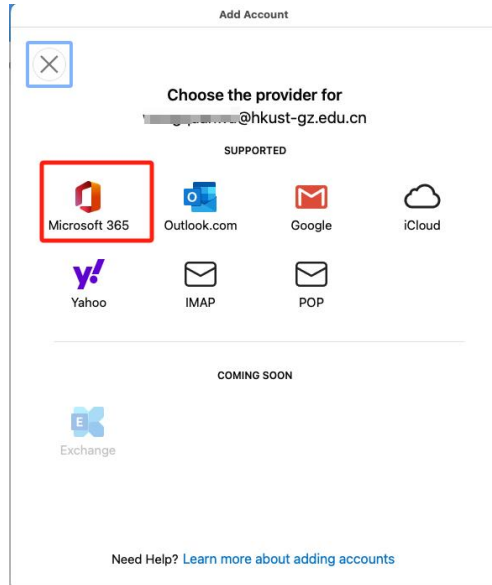 Add Account
Choose the provider for
@hkust-gz.edu.cn
SUPPORTED
Microsoft 365
Outlook.com
Google
iCloud
Yahoo
IMAP
POP
COMING SOON
Exchange
Need Help? Learn more about adding accounts